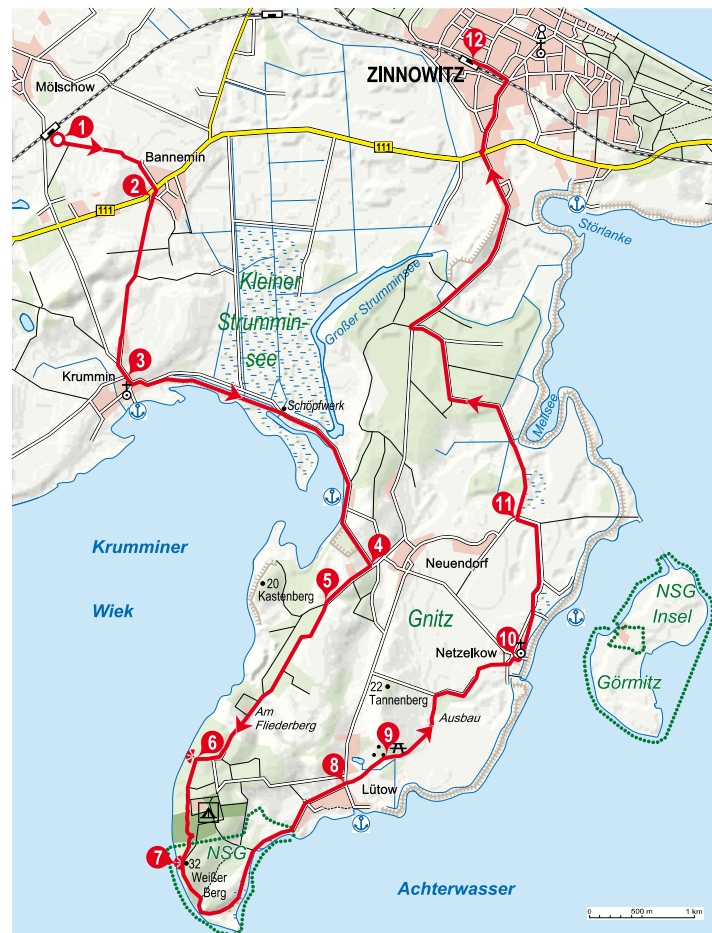 12
ZINNOWITZ
Mölschow
1
Bannemin
111
2
111
Störlanke
Kleiner
Strummin-
see
Großer Strumminsee
3
Krummin
Schöpfwerk
Melsee
11
4
Neuendorf
Krumminer
Wiek
5
20
Kastenberg
Gnitz
NSG
Insel
Görmitz
10
Netzelkow
22
Tannenberg
Ausbau
Am
Fliederberg
6
9
8
Lütow
7
NSG
32
Weißer
Berg
Achterwasser
0 500 m 1 km